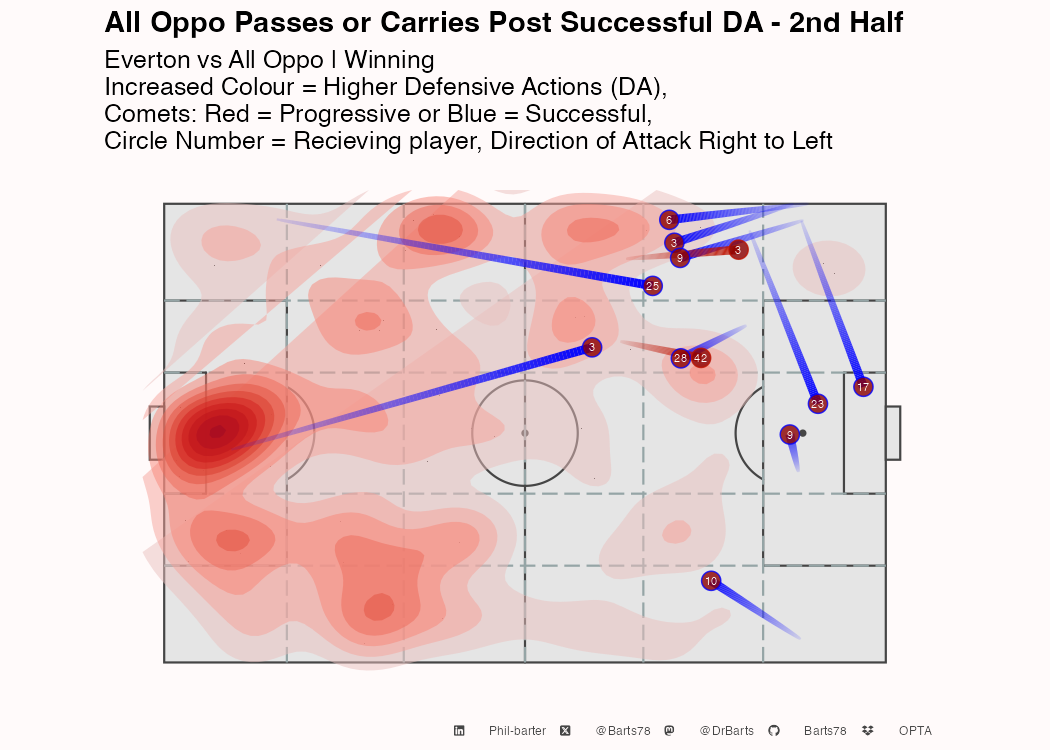 All Oppo Passes or Carries Post Successful DA - 2nd Half
Everton vs All Oppo | Winning
Increased Colour = Higher Defensive Actions (DA),
Comets: Red = Progressive or Blue = Successful,
Circle Number = Recieving player, Direction of Attack Right to Left
6
3
9
3
25
3
28 42
17
23
9
10
Phil-barter @Barts78 @DrBarts Barts78 OPTA